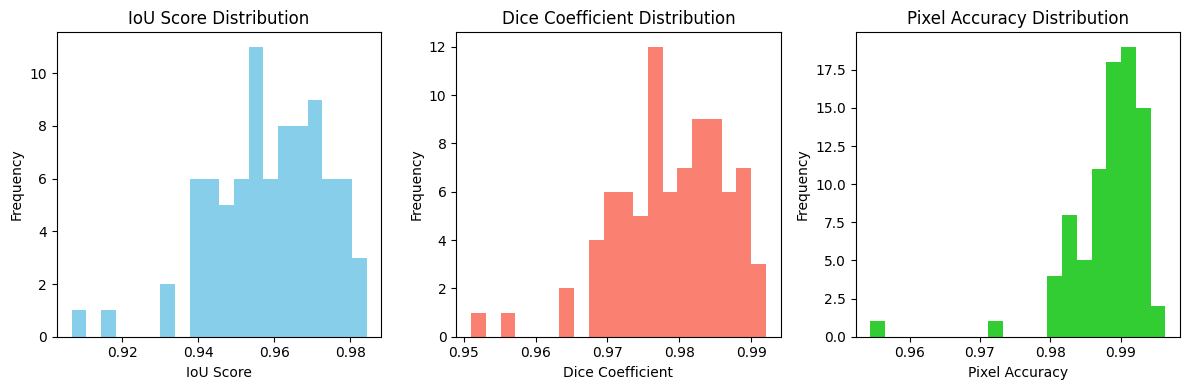 IoU Score Distribution
Frequency
10
8
6
4
2
0
0.92 0.94 0.96 0.98
IoU Score
Dice Coefficient Distribution
Frequency
12
10
8
6
4
2
0
0.95 0.96 0.97 0.98 0.99
Dice Coefficient
Pixel Accuracy Distribution
Frequency
17.5
15.0
12.5
10.0
7.5
5.0
2.5
0.0
0.96 0.97 0.98 0.99
Pixel Accuracy